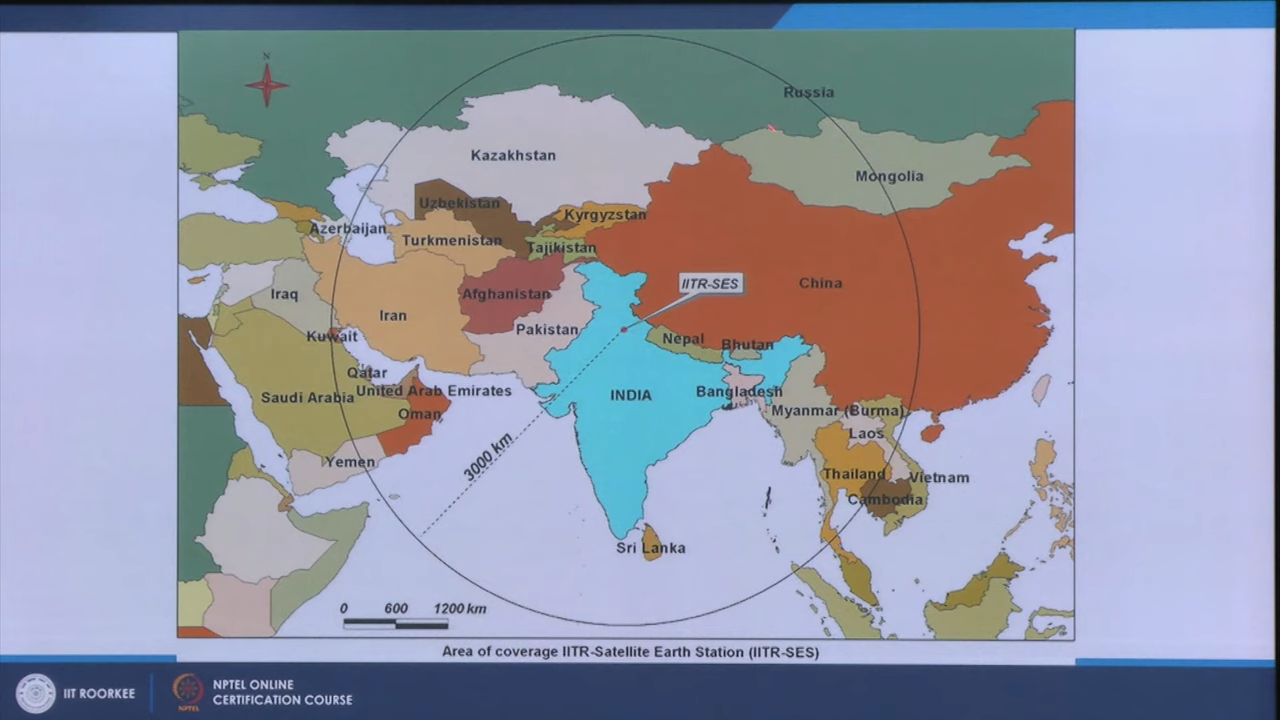 N
Russia
Kazakhstan
Mongolia
Uzbekistan
Kyrgyzstan
Azerbaijan
Turkmenistan
Tajikistan
IITR-SES
China
Iraq
Afghanistan
Iran
Pakistan
Kuwait
Nepal
Bhutan
Qatar
United Arab Emirates
Saudi Arabia
INDIA
Bangladesh
Oman
Myanmar (Burma)
Laos
3000 km
Yemen
Thailand
Vietnam
Cambodia
Sri Lanka
0 600 1200 km
Area of coverage IITR-Satellite Earth Station (IITR-SES)
IIT ROORKEE
NPTEL
NPTEL ONLINE
CERTIFICATION COURSE